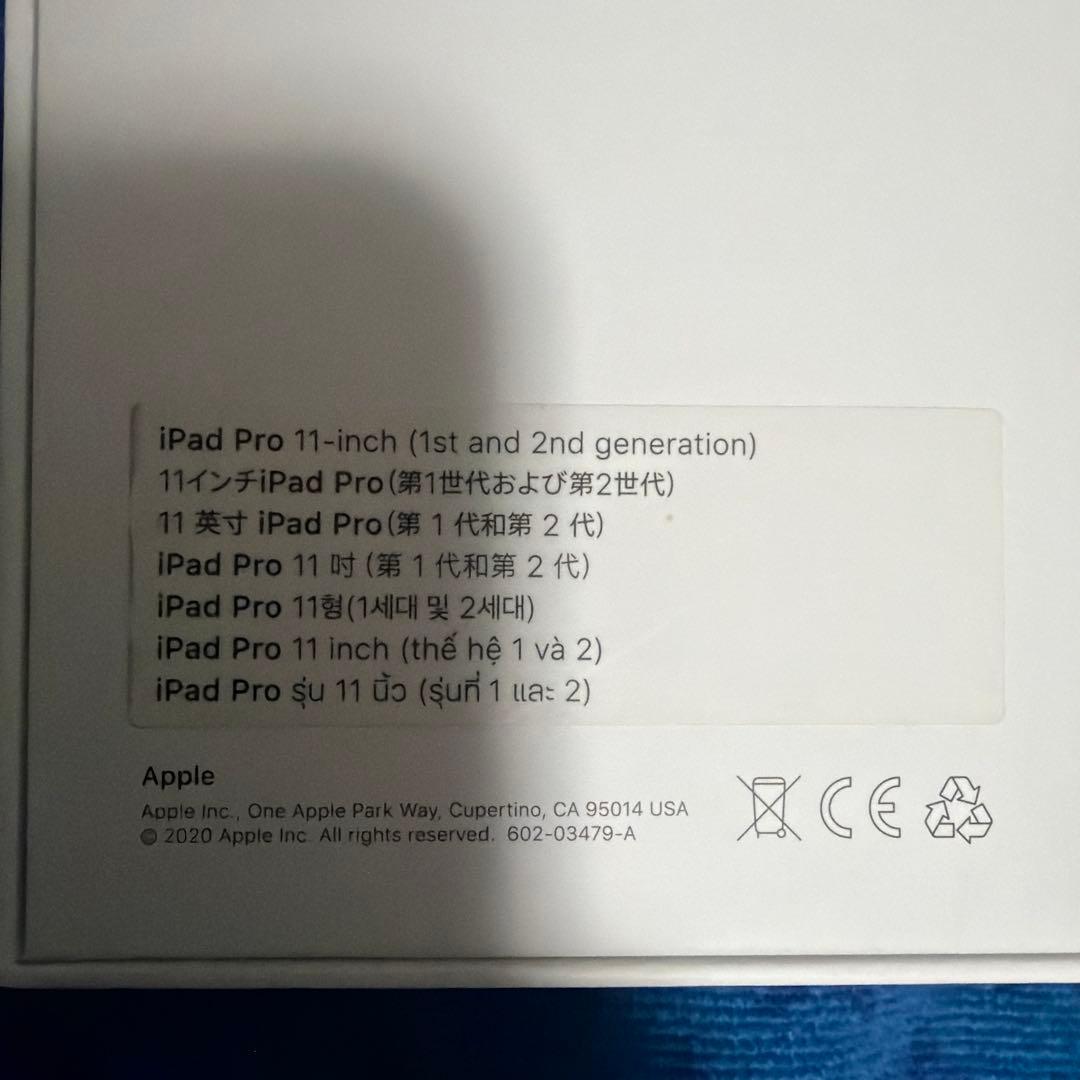 iPad Pro 11-inch (1st and 2nd generation)
11インチiPad Pro(第1世代および第2世代)
11 英寸 iPad Pro(第 1 代和第 2 代)
iPad Pro 11 吋 (第 1 代和第 2 代)
iPad Pro 11형(1세대 및 2세대)
iPad Pro 11 inch (thế hệ 1 và 2)
iPad Pro รุ่น 11 นิ้ว (รุ่นที่ 1 และ 2)
Apple
Apple Inc., One Apple Park Way, Cupertino, CA 95014 USA
© 2020 Apple Inc. All rights reserved. 602-03479-A
CE